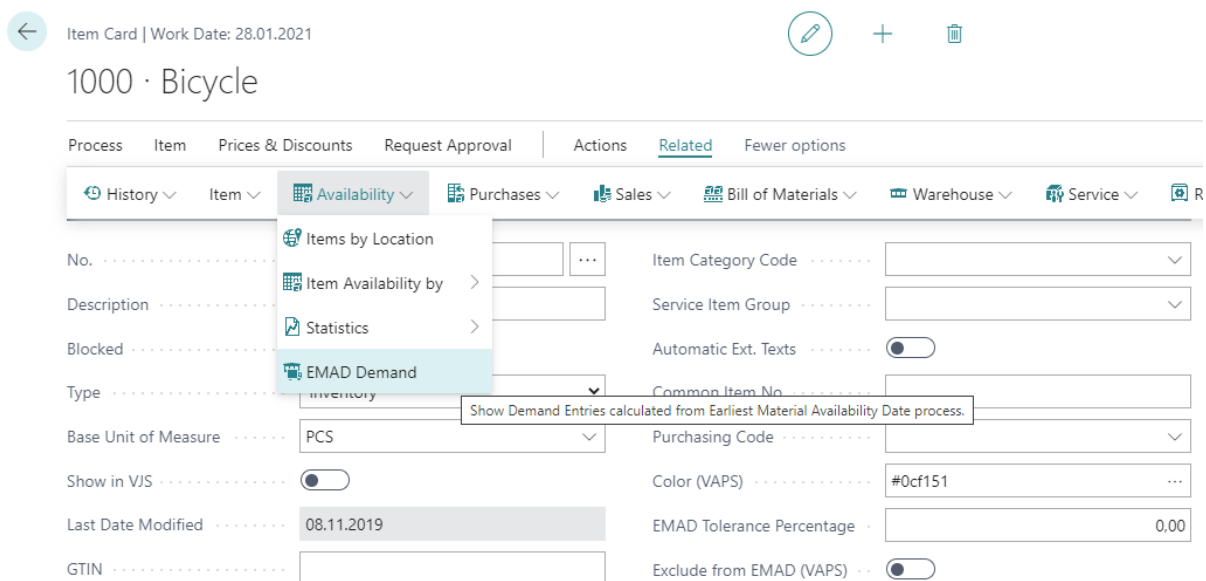 Item Card | Work Date: 28.01.2021
1000 · Bicycle
Process Item Prices & Discounts Request Approval Actions Related Fewer options
History Item Availability Purchases Sales Bill of Materials Warehouse Service R
Items by Location
Item Availability by
Statistics
EMAD Demand
Show Demand Entries calculated from Earliest Material Availability Date process.
No.
Description
Blocked
Type Inventory
Base Unit of Measure PCS
Show in VJS
Last Date Modified 08.11.2019
GTIN
Item Category Code
Service Item Group
Automatic Ext. Texts
Common Item No.
Purchasing Code
Color (VAPS) #0cf151
EMAD Tolerance Percentage 0,00
Exclude from EMAD (VAPS)